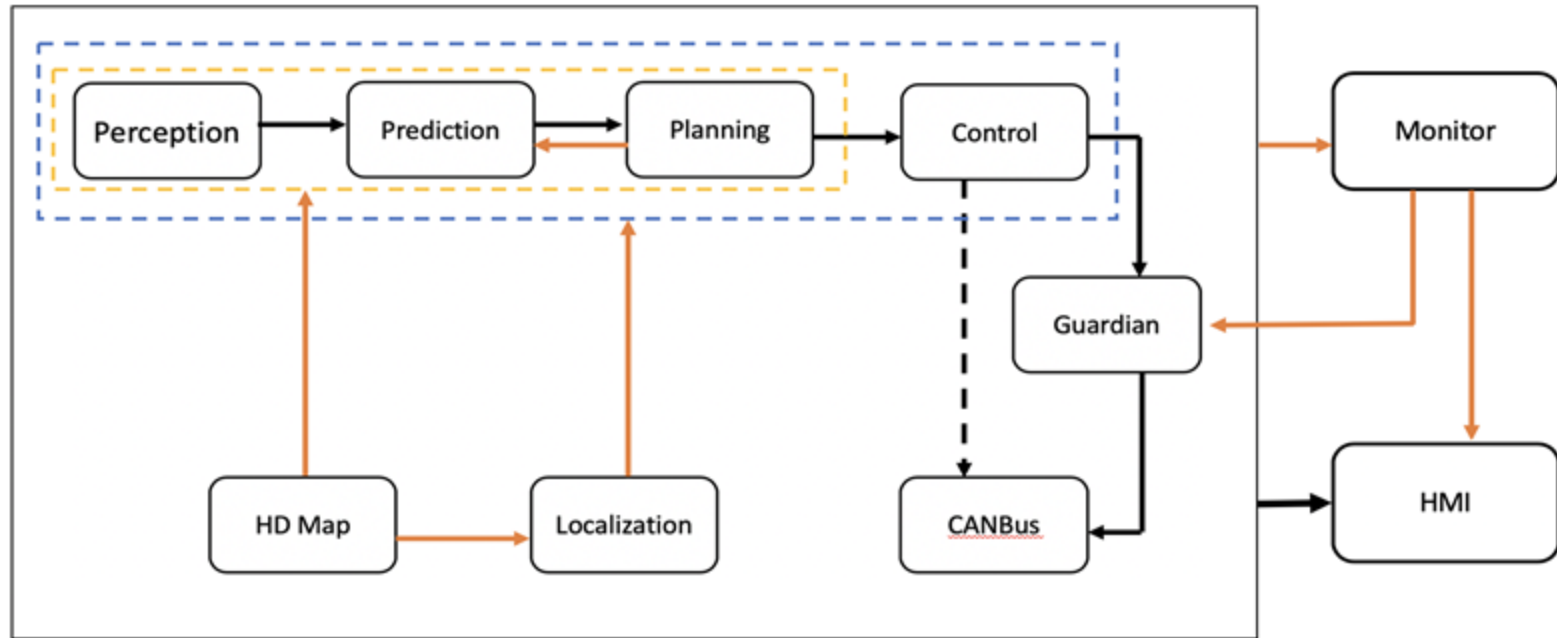 Perception
Prediction
Planning
Control
Monitor
Guardian
HD Map
Localization
CANBus
HMI